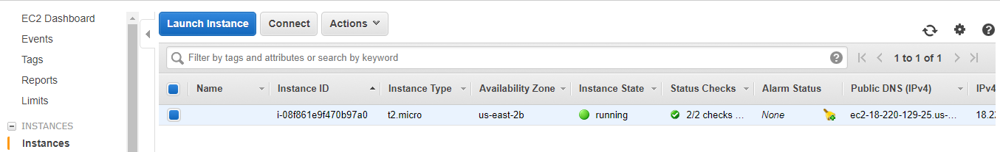 EC2 Dashboard
Events
Tags
Reports
Limits
INSTANCES
Instances
Launch Instance Connect Actions
Filter by tags and attributes or search by keyword
1 to 1 of 1
Name Instance ID Instance Type Availability Zone Instance State Status Checks Alarm Status Public DNS (IPv4) IPv4
i-08f861e9f470b97a0 t2.micro us-east-2b running 2/2 checks ... None ec2-18-220-129-25.us-... 18.22